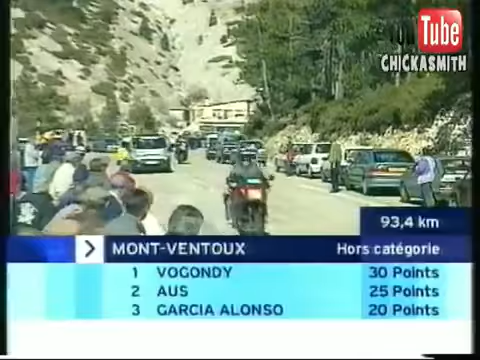 You Tube
CHICKASMITH
93,4 km
MONT-VENTOUX Hors catégorie
1 VOGONDY 30 Points
2 AUS 25 Points
3 GARCIA ALONSO 20 Points